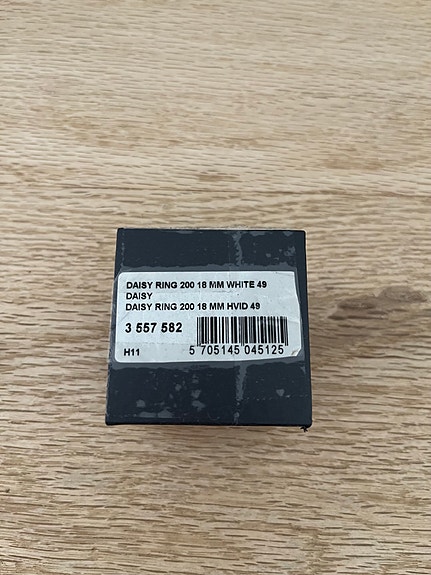 DAISY RING 200 18 MM WHITE 49
DAISY
DAISY RING 200 18 MM HVID 49
3 557 582
H11
5 705145 045125